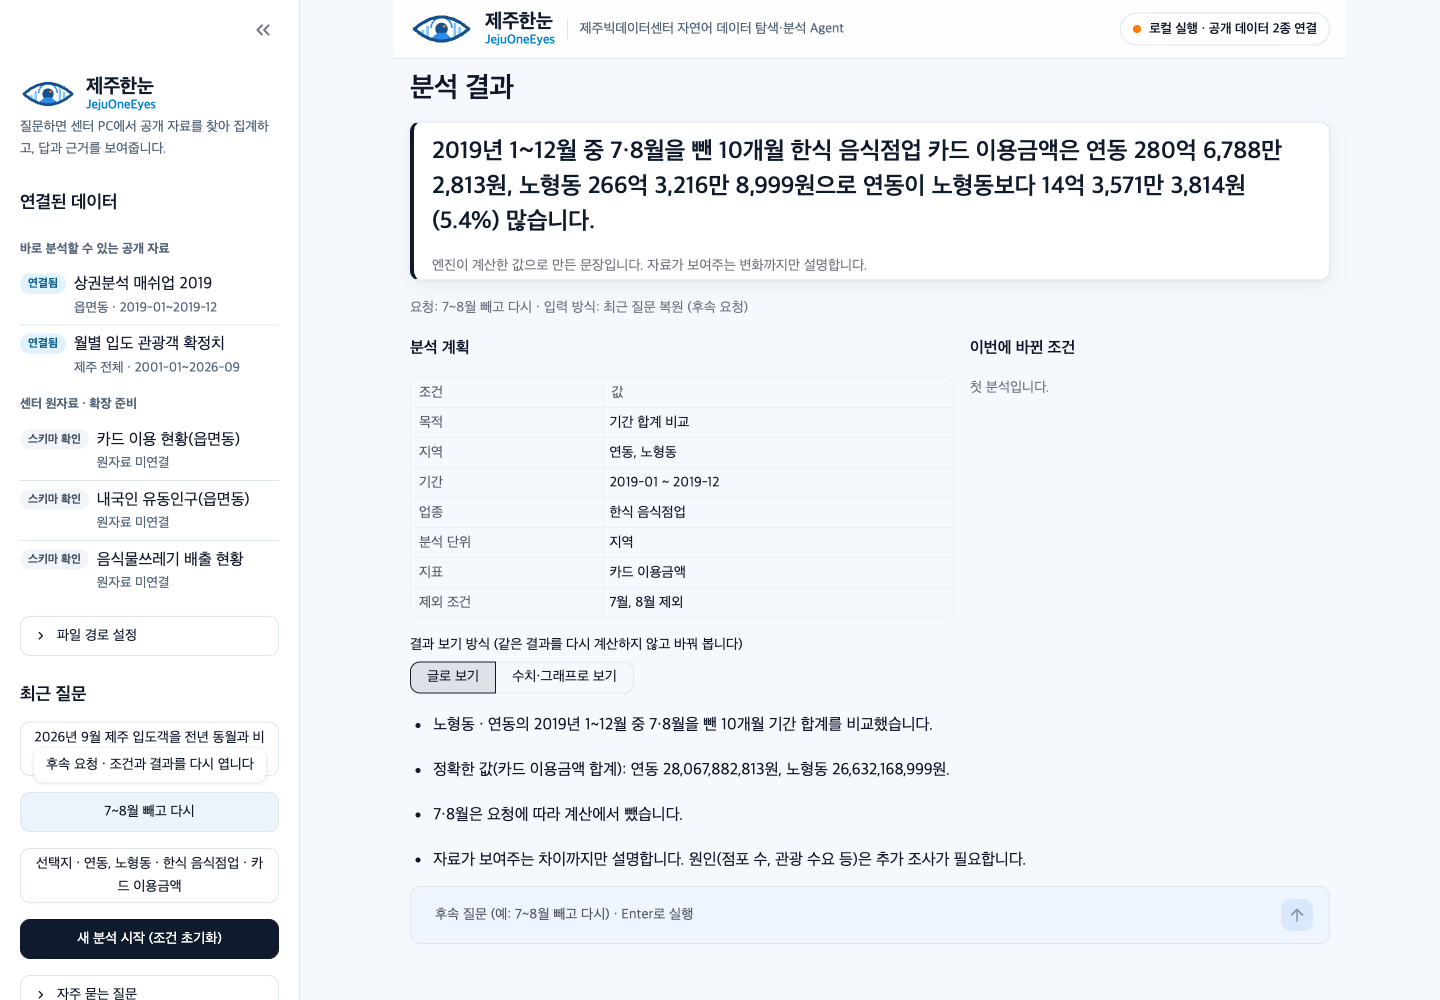 제주한눈
JejuOneEyes
질문하면 센터 PC에서 공개 자료를 찾아 집계하
고, 답과 근거를 보여줍니다.
연결된 데이터
바로 분석할 수 있는 공개 자료
연결됨 상권분석 매쉬업 2019
읍면동 · 2019-01~2019-12
연결됨 월별 입도 관광객 확정치
제주 전체 · 2001-01~2026-09
센터 원자료 · 확장 준비
스키마 확인 카드 이용 현황(읍면동)
원자료 미연결
스키마 확인 내국인 유동인구(읍면동)
원자료 미연결
스키마 확인 음식물쓰레기 배출 현황
원자료 미연결
파일 경로 설정
최근 질문
2026년 9월 제주 입도객을 전년 동월과 비
후속 요청 · 조건과 결과를 다시 엽니다
7~8월 빼고 다시
선택지 · 연동, 노형동 · 한식 음식점업 · 카
드 이용금액
새 분석 시작 (조건 초기화)
자주 묻는 질문
제주한눈
JejuOneEyes
제주빅데이터센터 자연어 데이터 탐색·분석 Agent
로컬 실행 · 공개 데이터 2종 연결
분석 결과
2019년 1~12월 중 7·8월을 뺀 10개월 한식 음식점업 카드 이용금액은 연동 280억 6,788만
2,813원, 노형동 266억 3,216만 8,999원으로 연동이 노형동보다 14억 3,571만 3,814원
(5.4%) 많습니다.
엔진이 계산한 값으로 만든 문장입니다. 자료가 보여주는 변화까지만 설명합니다.
요청: 7~8월 빼고 다시 · 입력 방식: 최근 질문 복원 (후속 요청)
분석 계획
조건 값
목적 기간 합계 비교
지역 연동, 노형동
기간 2019-01 ~ 2019-12
업종 한식 음식점업
분석 단위 지역
지표 카드 이용금액
제외 조건 7월, 8월 제외
이번에 바뀐 조건
첫 분석입니다.
결과 보기 방식 (같은 결과를 다시 계산하지 않고 바꿔 봅니다)
글로 보기 수치·그래프로 보기
• 노형동 · 연동의 2019년 1~12월 중 7·8월을 뺀 10개월 기간 합계를 비교했습니다.
• 정확한 값(카드 이용금액 합계): 연동 28,067,882,813원, 노형동 26,632,168,999원.
• 7·8월은 요청에 따라 계산에서 뺐습니다.
• 자료가 보여주는 차이까지만 설명합니다. 원인(점포 수, 관광 수요 등)은 추가 조사가 필요합니다.
후속 질문 (예: 7~8월 빼고 다시) · Enter로 실행